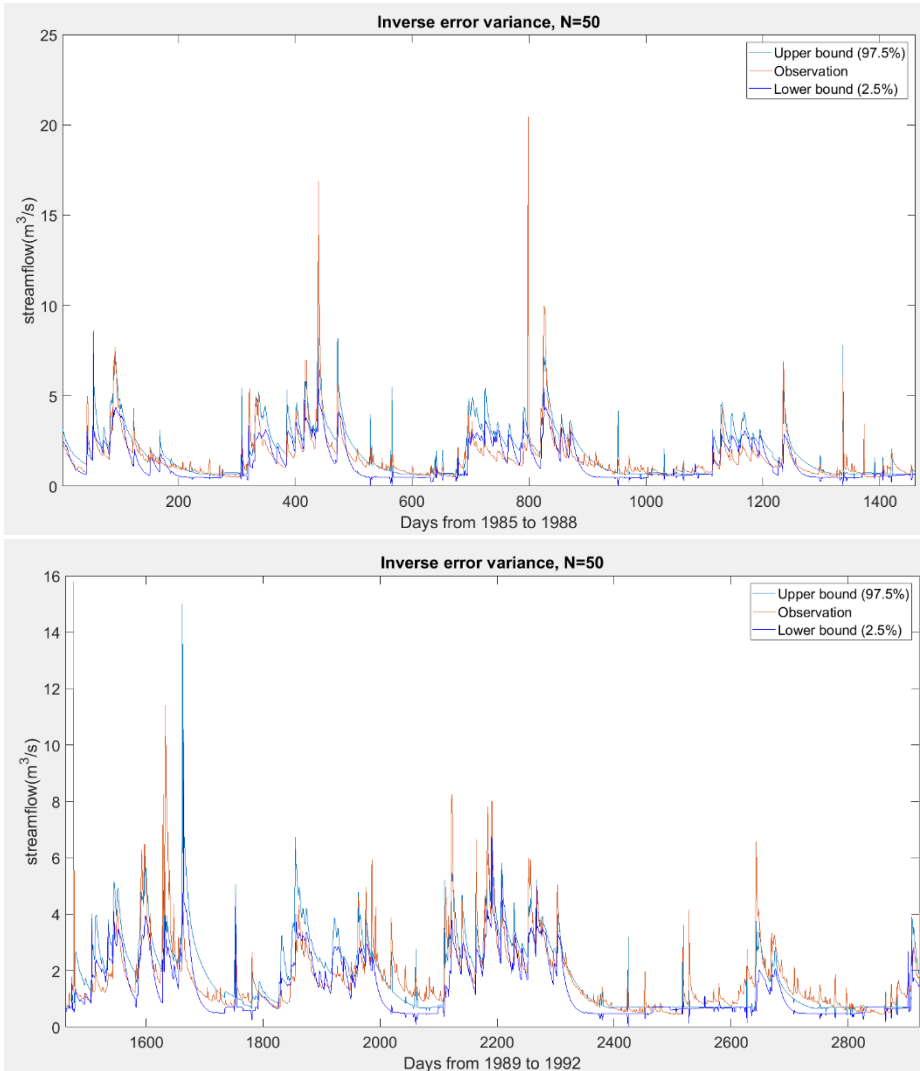 Inverse error variance, N=50
25
20
15
10
5
0
streamflow(m³/s)
Upper bound (97.5%)
Observation
Lower bound (2.5%)
200 400 600 800 1000 1200 1400
Days from 1985 to 1988
Inverse error variance, N=50
16
14
12
10
8
6
4
2
0
streamflow(m³/s)
Upper bound (97.5%)
Observation
Lower bound (2.5%)
1600 1800 2000 2200 2400 2600 2800
Days from 1989 to 1992